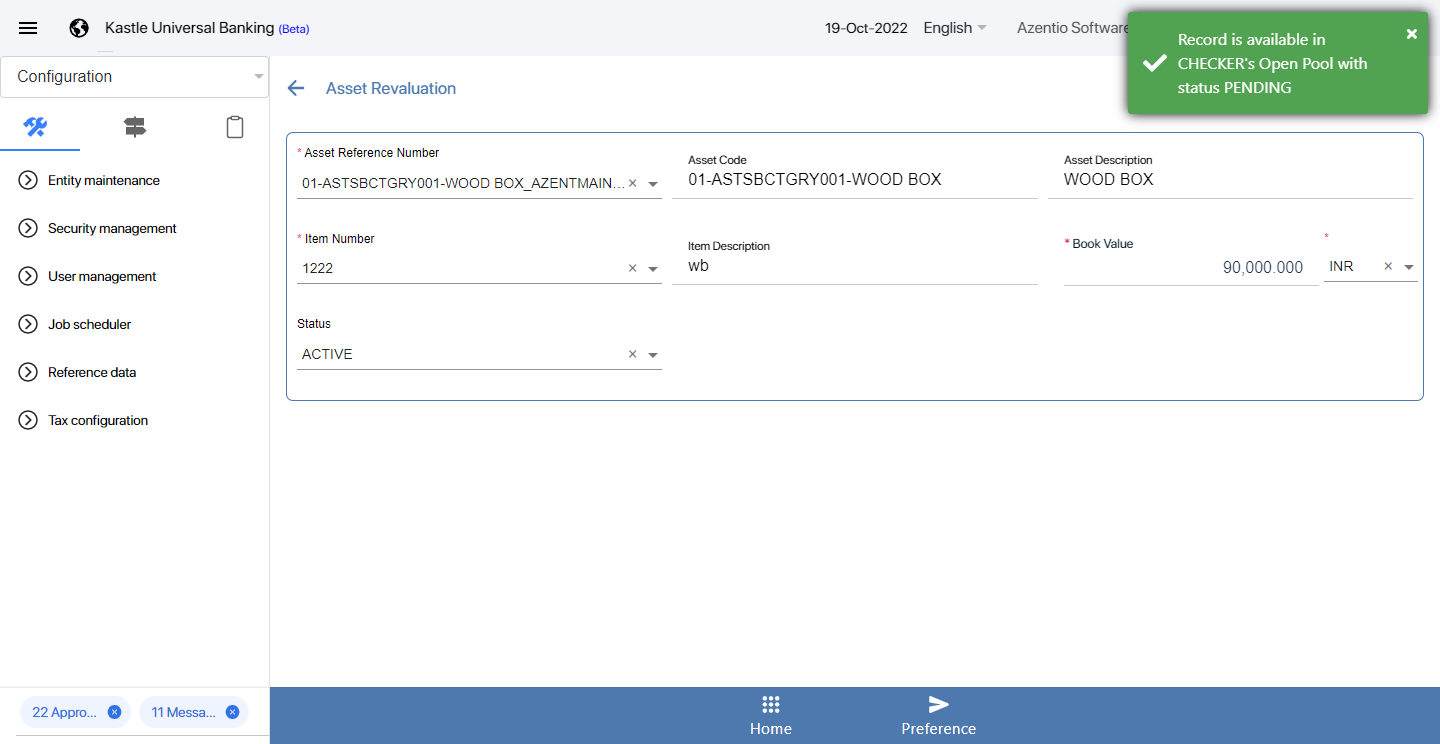 Kastle Universal Banking (Beta)
19-Oct-2022
English
Azentio Software
Record is available in
CHECKER's Open Pool with
status PENDING
Configuration
Entity maintenance
Security management
User management
Job scheduler
Reference data
Tax configuration
22 Appro...
11 Messa...
Asset Revaluation
* Asset Reference Number
01-ASTSBCTGRY001-WOOD BOX_AZENTMAIN...
Asset Code
01-ASTSBCTGRY001-WOOD BOX
Asset Description
WOOD BOX
* Item Number
1222
Item Description
wb
* Book Value
90,000.000
*
INR
Status
ACTIVE
Home
Preference